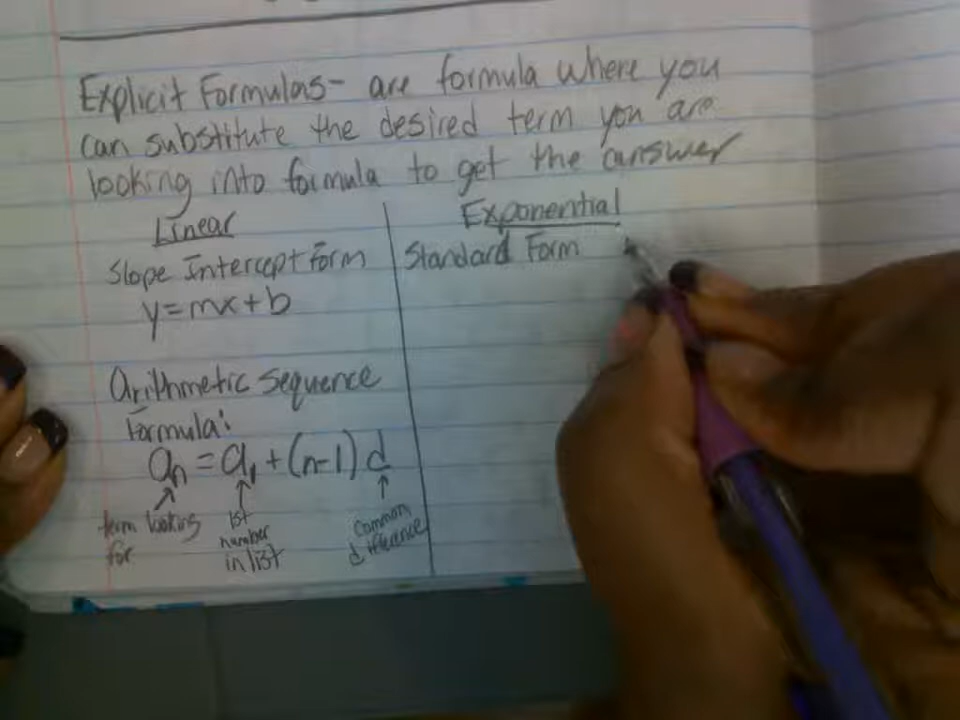 Explicit Formulas- are formula where you
can substitute the desired term you are
looking into formula to get the answer
Linear
Slope Intercept form
y=mx+b
Arithmetic sequence
Formula:
an = a1 + (n-1) d
term looking
for
1st
number
in list
common
difference
Exponential
Standard Form